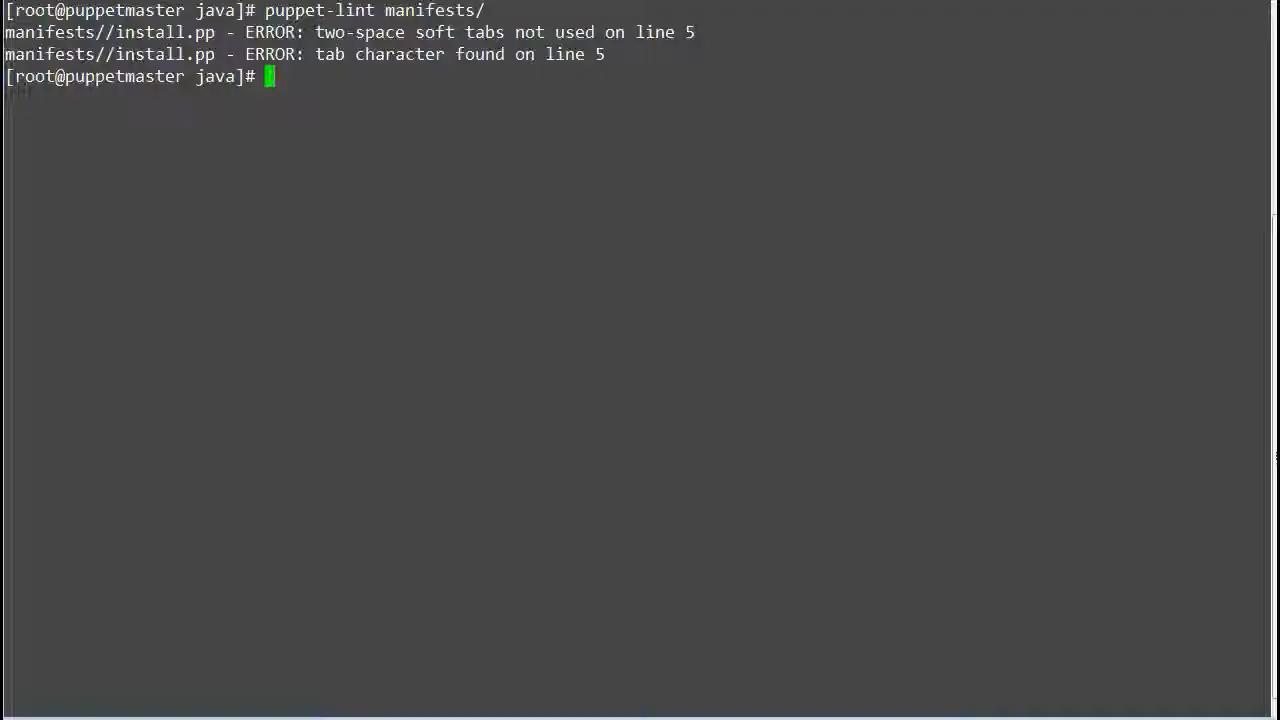 [root@puppetmaster java]# puppet-lint manifests/
manifests//install.pp - ERROR: two-space soft tabs not used on line 5
manifests//install.pp - ERROR: tab character found on line 5
[root@puppetmaster java]#